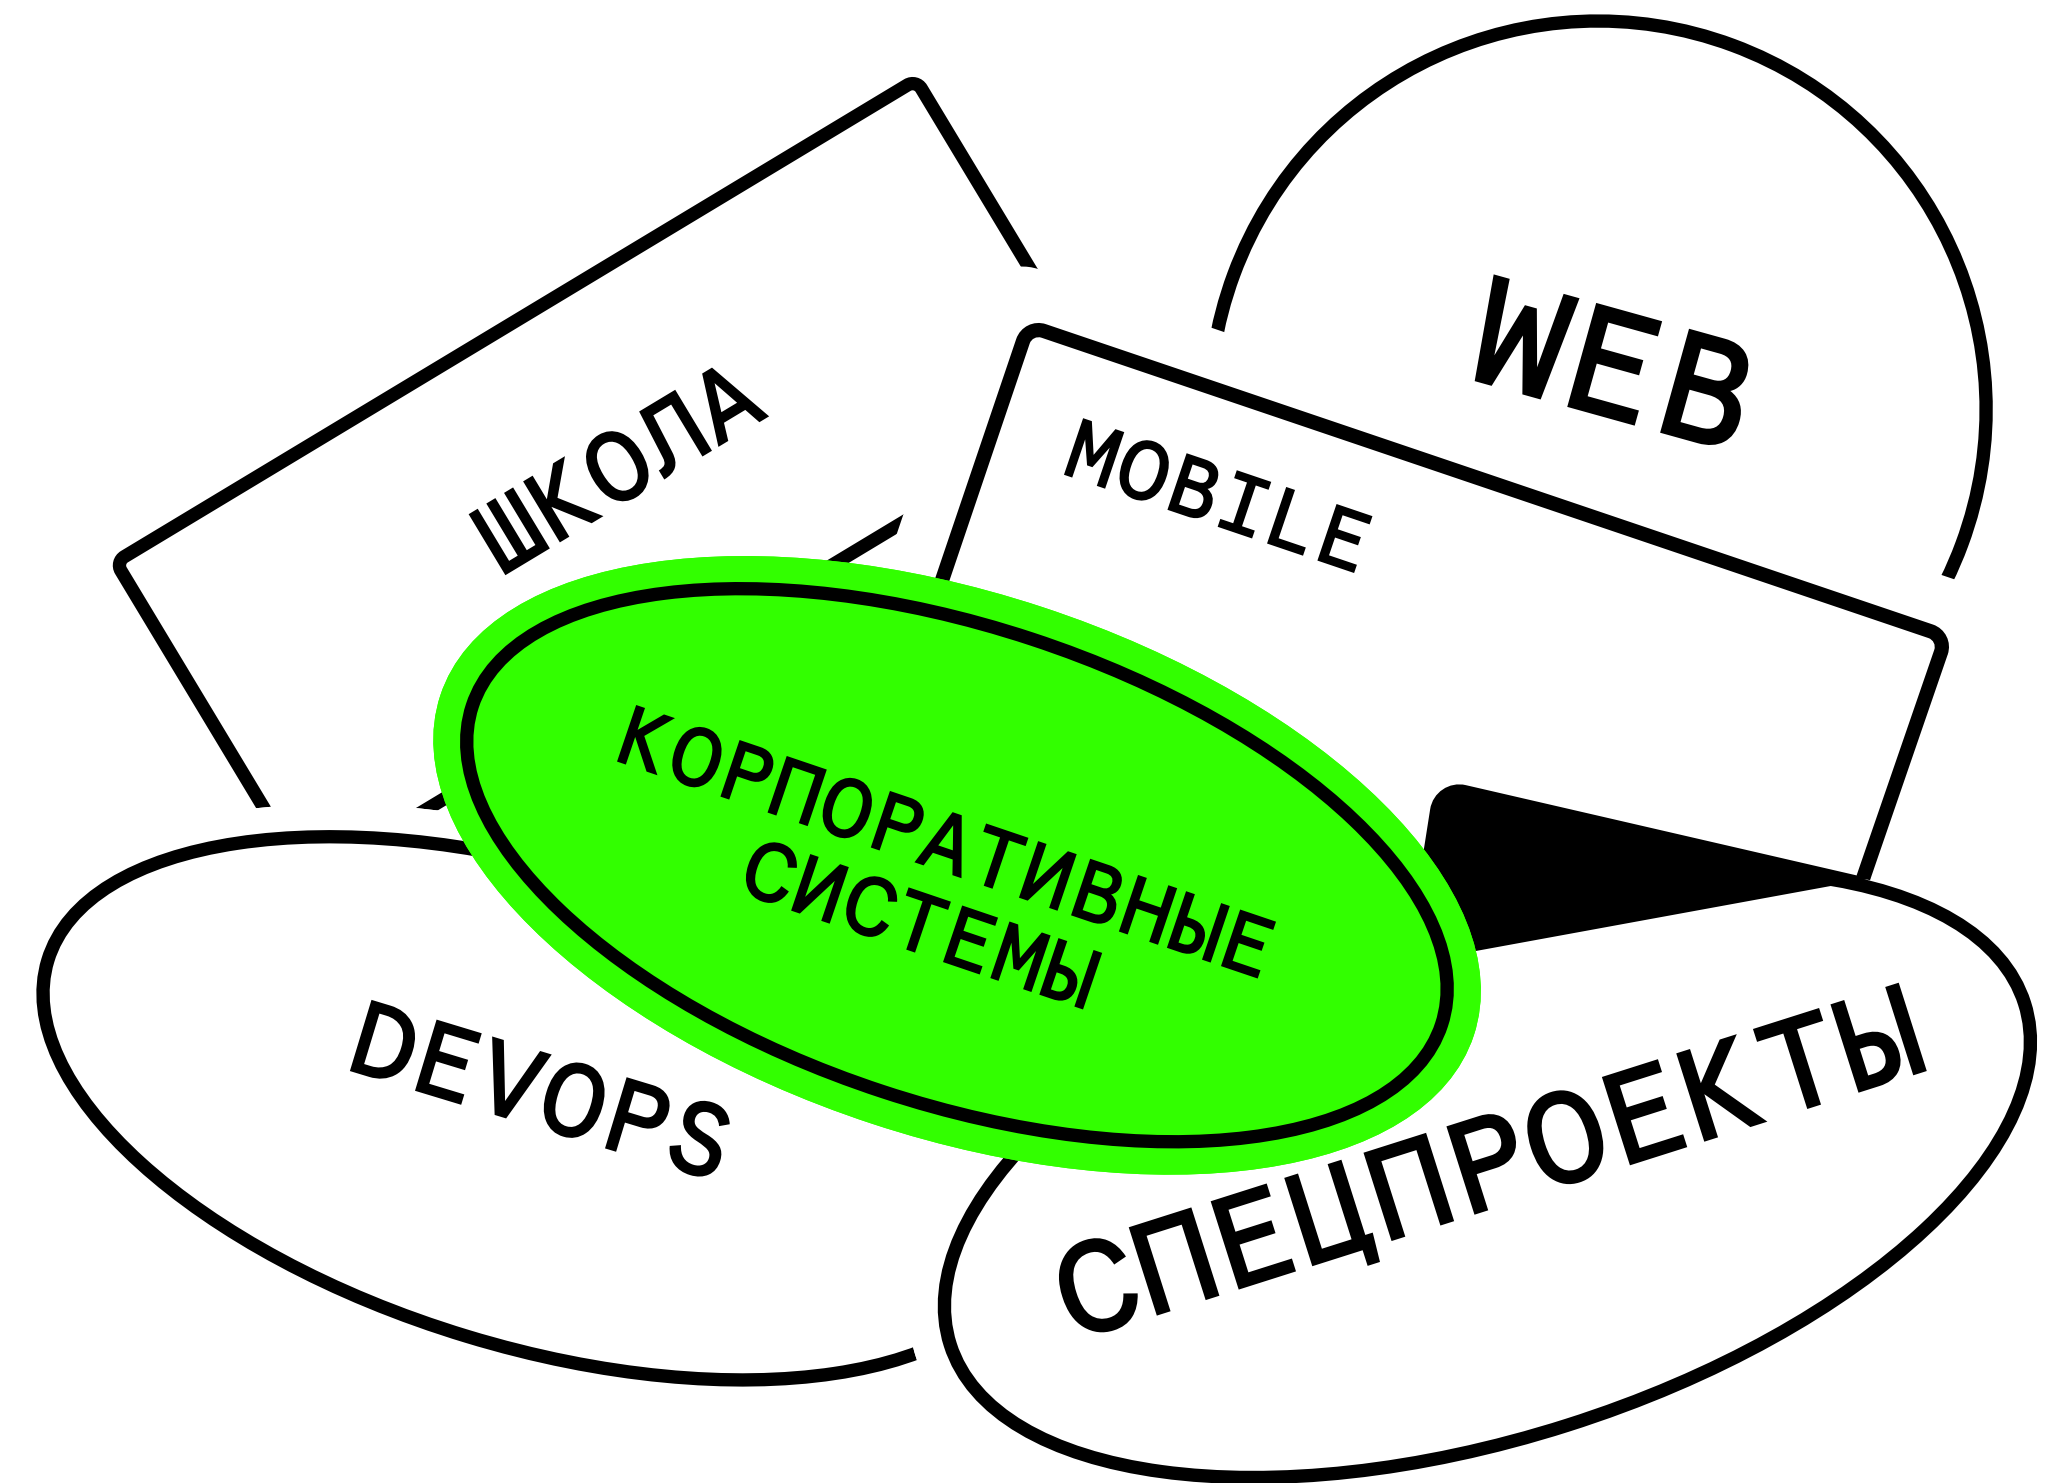 WEB
ШКОЛА
MOBILE
КОРПОРАТИВНЫЕ
СИСТЕМЫ
DEVOPS
СПЕЦПРОЕКТЫ